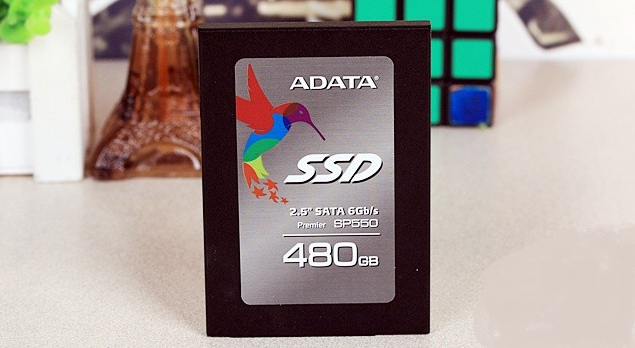 ADATA®
SSD
2.5" SATA 6Gb/s
Premier SP550
480GB